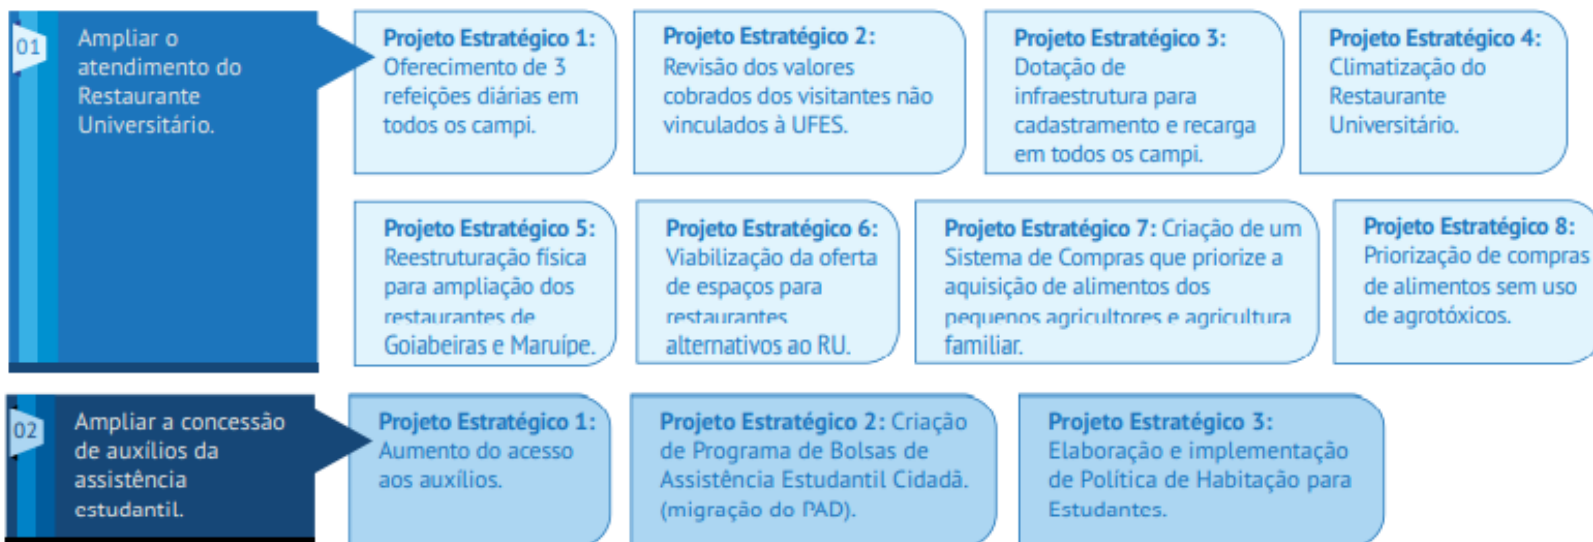 01
Ampliar o
atendimento do
Restaurante
Universitário.
Projeto Estratégico 1:
Oferecimento de 3
refeições diárias em
todos os campi.
Projeto Estratégico 2:
Revisão dos valores
cobrados dos visitantes não
vinculados à UFES.
Projeto Estratégico 3:
Dotação de
infraestrutura para
cadastramento e recarga
em todos os campi.
Projeto Estratégico 4:
Climatização do
Restaurante
Universitário.
Projeto Estratégico 5:
Reestruturação física
para ampliação dos
restaurantes de
Goiabeiras e Maruípe.
Projeto Estratégico 6:
Viabilização da oferta
de espaços para
restaurantes
alternativos ao RU.
Projeto Estratégico 7: Criação de um
Sistema de Compras que priorize a
aquisição de alimentos dos
pequenos agricultores e agricultura
familiar.
Projeto Estratégico 8:
Priorização de compras
de alimentos sem uso
de agrotóxicos.
02
Ampliar a concessão
de auxílios da
assistência
estudantil.
Projeto Estratégico 1:
Aumento do acesso
aos auxílios.
Projeto Estratégico 2: Criação
de Programa de Bolsas de
Assistência Estudantil Cidadã.
(migração do PAD).
Projeto Estratégico 3:
Elaboração e implementação
de Política de Habitação para
Estudantes.